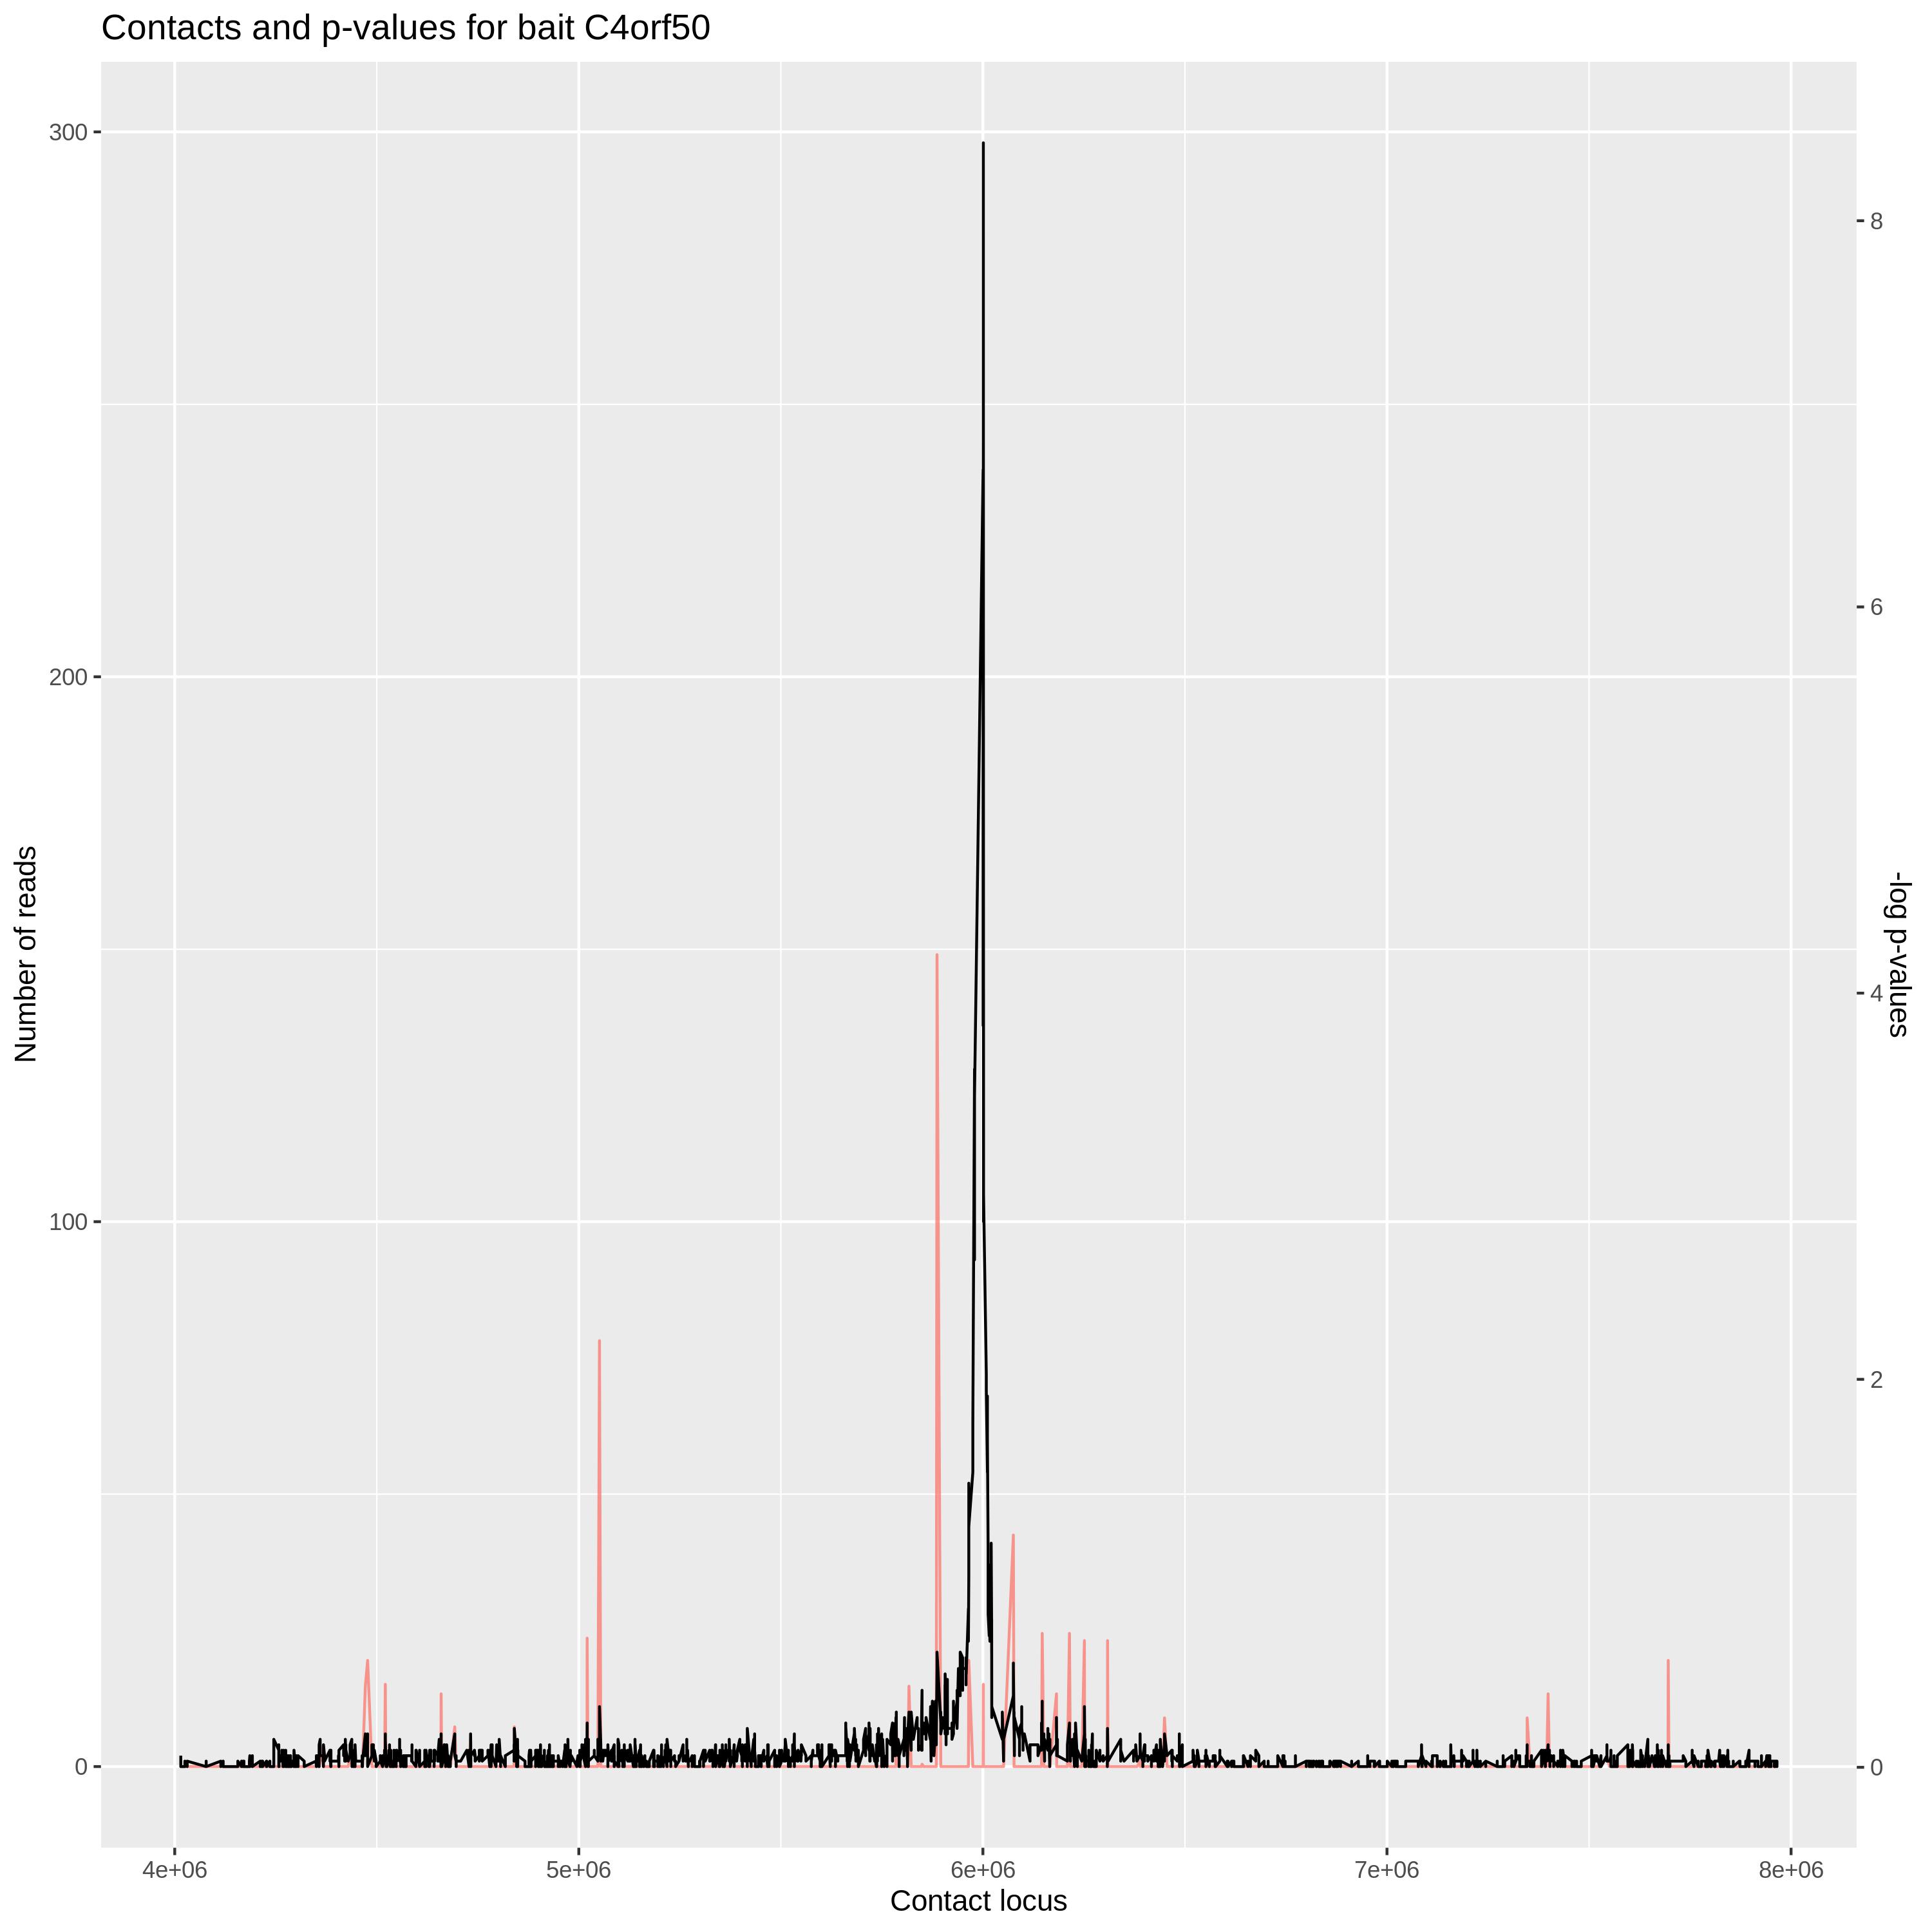 Contacts and p-values for bait C4orf50
300
200
100
0
Number of reads
8
6
4
2
0
-log p-values
4e+06
5e+06
6e+06
7e+06
8e+06
Contact locus